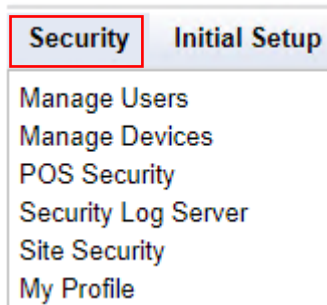 Security Initial Setup
Manage Users
Manage Devices
POS Security
Security Log Server
Site Security
My Profile